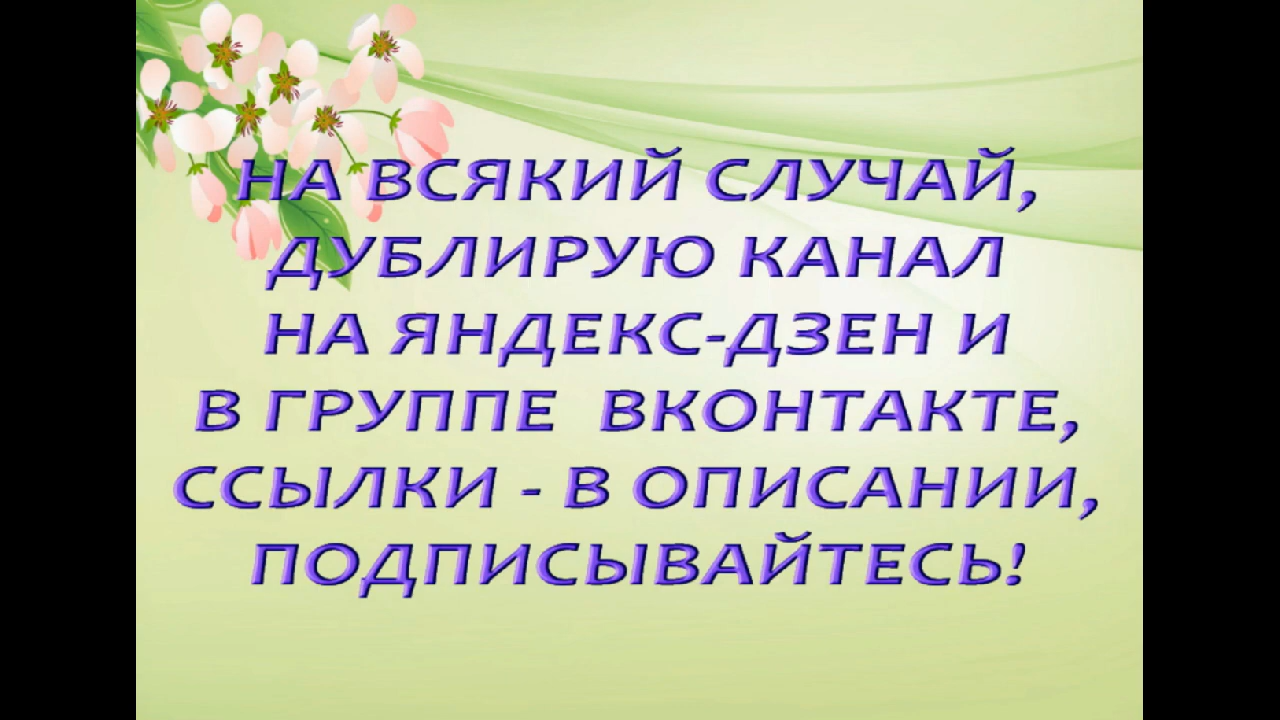 НА ВСЯКИЙ СЛУЧАЙ,
ДУБЛИРУЮ КАНАЛ
НА ЯНДЕКС-ДЗЕН И
В ГРУППЕ ВКОНТАКТЕ,
ССЫЛКИ - В ОПИСАНИИ,
ПОДПИСЫВАЙТЕСЬ!